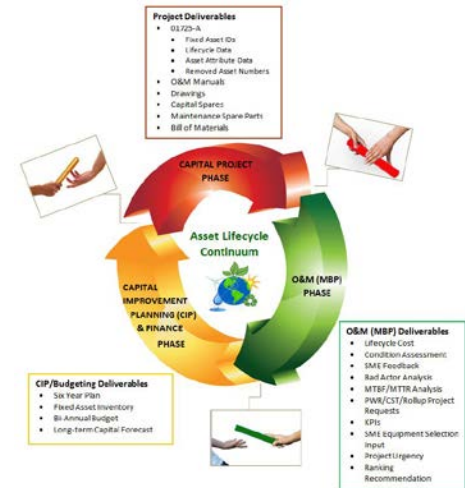 Project Deliverables
• 01725-A
• Fixed Asset IDs
• Lifecycle Data
• Asset Attribute Data
• Removed Asset Numbers
• O&M Manuals
• Drawings
• Capital Spares
• Maintenance Spare Parts
• Bill of Materials
CAPITAL PROJECT
PHASE
Asset Lifecycle
Continuum
O&M (MBP)
PHASE
CAPITAL
IMPROVEMENT
PLANNING (CIP)
& FINANCE
PHASE
CIP/Budgeting Deliverables
• Six Year Plan
• Fixed Asset Inventory
• Bi-Annual Budget
• Long-term Capital Forecast
O&M (MBP) Deliverables
• Lifecycle Cost
• Condition Assessment
• SME Feedback
• Bad Actor Analysis
• MTBF/MTTR Analysis
• PWR/CST/Rollup Project
Requests
• KPIs
• SME Equipment Selection
Input
• Project Urgency
• Ranking
Recommendation